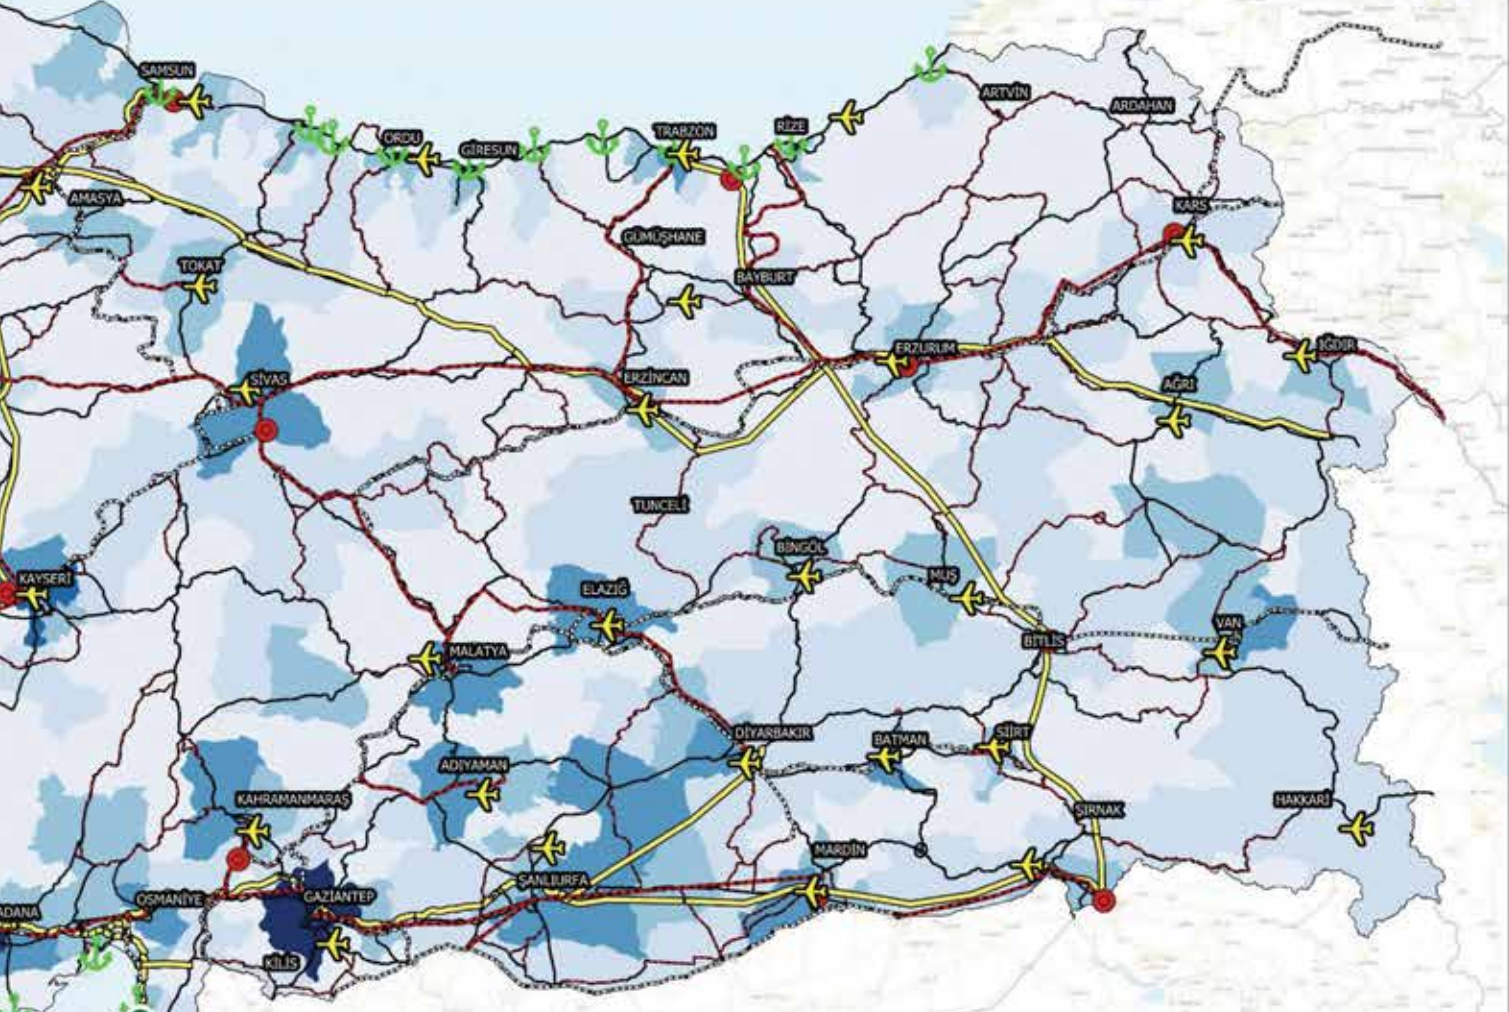 SAMSUN
ARTVİN
ARDAHAN
ORDU
GİRESUN
TRABZON
RİZE
AMASYA
KARS
GÜMÜŞHANE
TOKAT
BAYBURT
ERZURUM
IĞDIR
SİVAS
ERZİNCAN
AĞRI
TUNCELİ
BİNGÖL
KAYSERİ
ELAZIĞ
MUŞ
VAN
BİTLİS
MALATYA
DİYARBAKIR
BATMAN
SİİRT
ADIYAMAN
KAHRAMANMARAŞ
HAKKARİ
ŞIRNAK
MARDİN
ŞANLIURFA
OSMANİYE
GAZİANTEP
ADANA
KİLİS